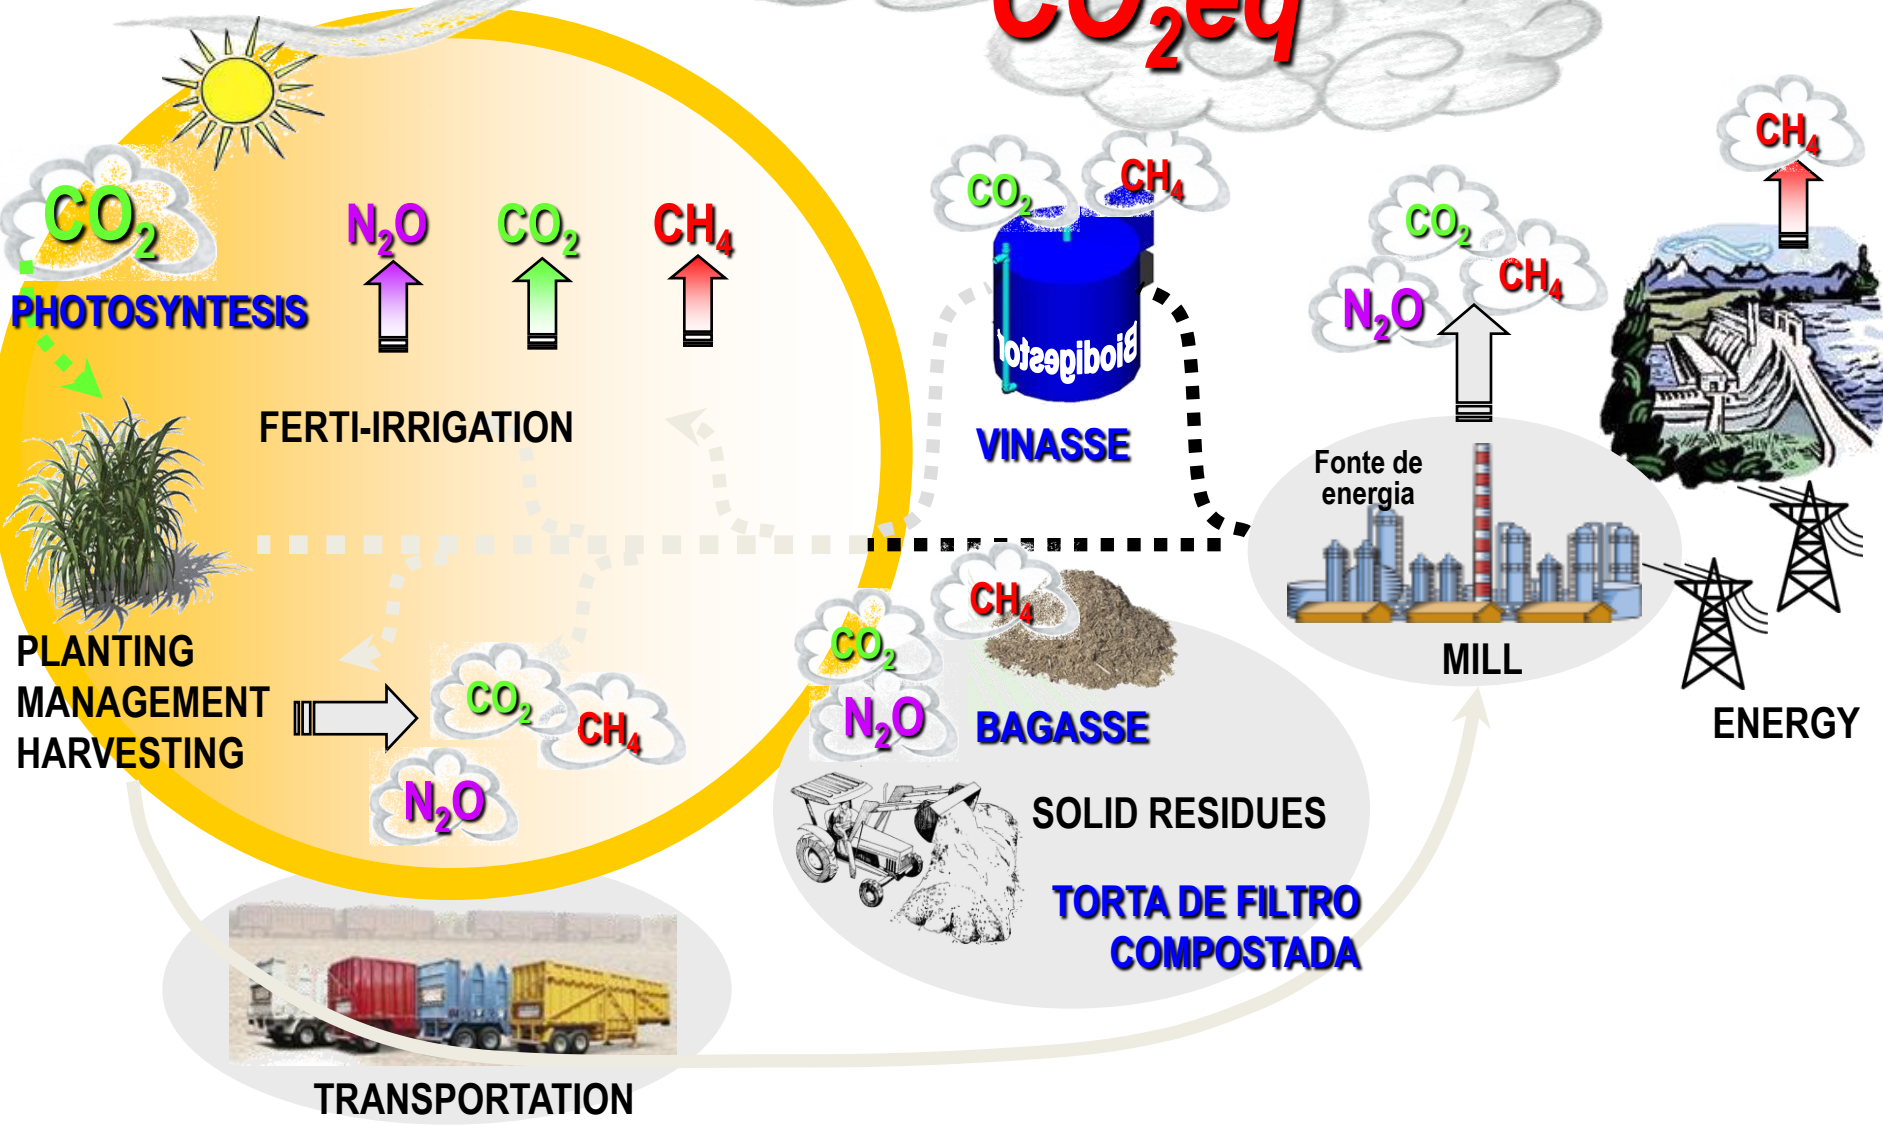 CO₂eq
CO₂
PHOTOSYNTESIS
N₂O
CO₂
CH₄
FERTI-IRRIGATION
CO₂
CH₄
Biodigestor
VINASSE
CO₂
CH₄
N₂O
CH₄
Fonte de
energia
MILL
ENERGY
PLANTING
MANAGEMENT
HARVESTING
CO₂
CH₄
N₂O
CH₄
CO₂
N₂O
BAGASSE
SOLID RESIDUES
TORTA DE FILTRO
COMPOSTADA
TRANSPORTATION